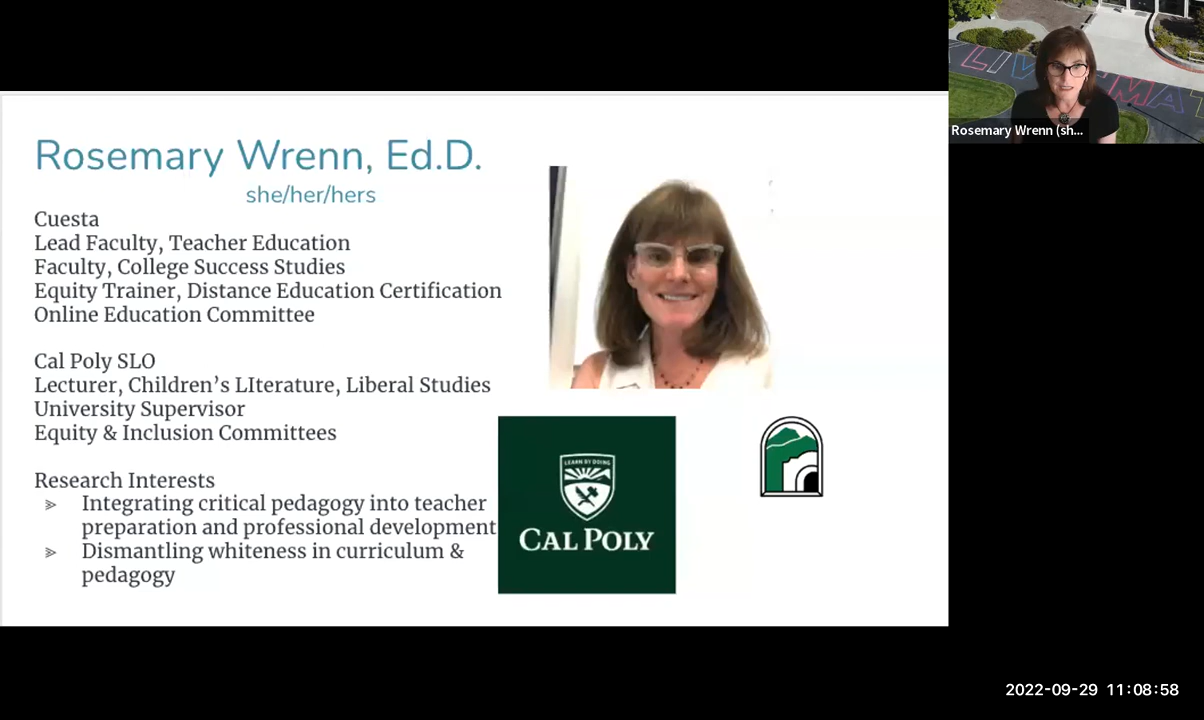 Rosemary Wrenn, Ed.D.
she/her/hers
Cuesta
Lead Faculty, Teacher Education
Faculty, College Success Studies
Equity Trainer, Distance Education Certification
Online Education Committee
Cal Poly SLO
Lecturer, Children’s LIterature, Liberal Studies
University Supervisor
Equity & Inclusion Committees
Research Interests
⪢ Integrating critical pedagogy into teacher
preparation and professional development
⪢ Dismantling whiteness in curriculum &
pedagogy
LEARN BY DOING
CAL POLY
Rosemary Wrenn (sh...
2022-09-29 11:08:58